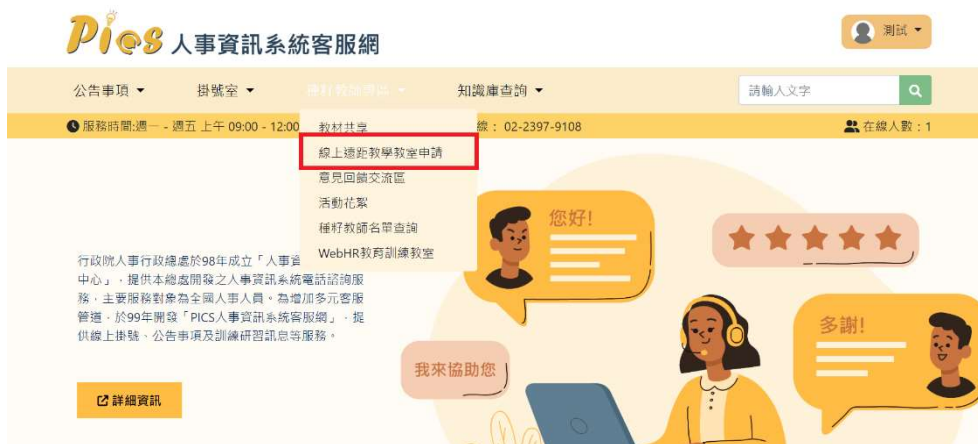 Pics 人事資訊系統客服網
測試
公告事項
掛號室
知識庫查詢
請輸入文字
服務時間:週一 - 週五 上午 09:00 - 12:00
線： 02-2397-9108
在線人數：1
教材共享
線上遠距教學教室申請
意見回饋交流區
活動花絮
種籽教師名單查詢
WebHR教育訓練教室
行政院人事行政總處於98年成立「人事資
中心」，提供本總處開發之人事資訊系統電話諮詢服
務，主要服務對象為全國人事人員。為增加多元客服
管道，於99年開發「PICS人事資訊系統客服網」，提
供線上掛號、公告事項及訓練研習訊息等服務。
詳細資訊
您好!
多謝!
我來協助您